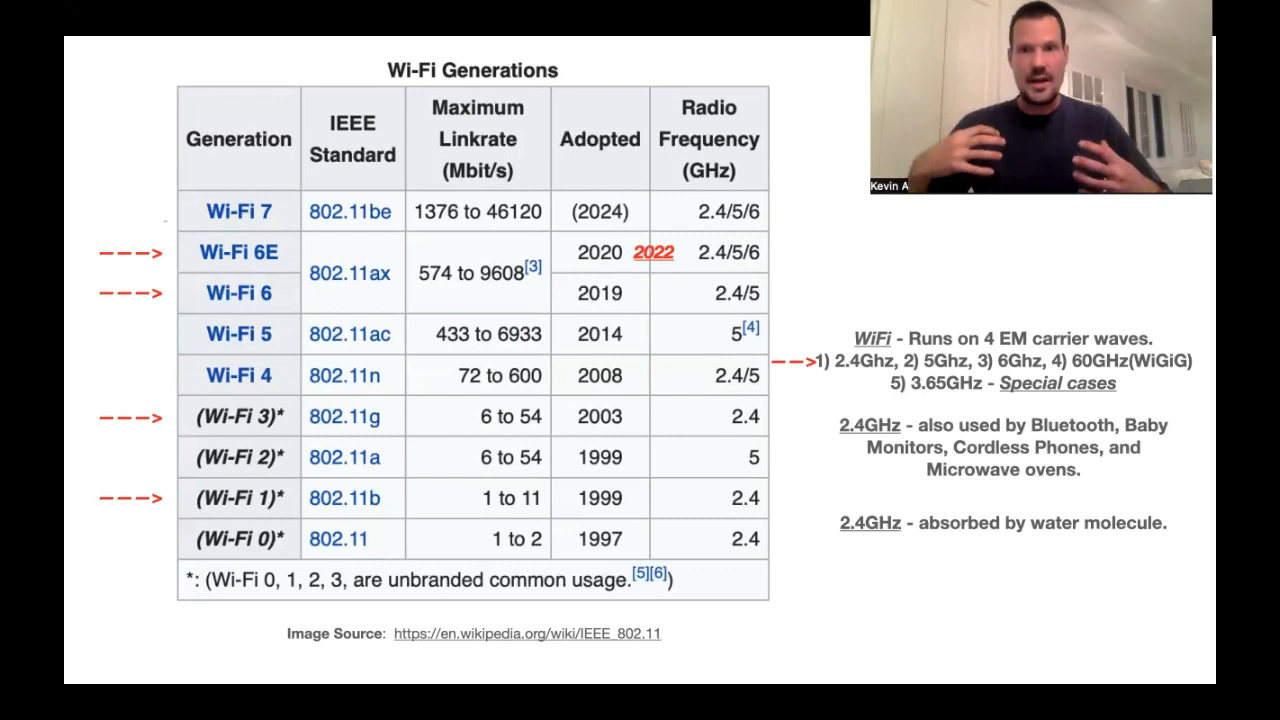 Wi-Fi Generations
Generation IEEE Standard Maximum Linkrate (Mbit/s) Adopted Radio Frequency (GHz)
Wi-Fi 7 802.11be 1376 to 46120 (2024) 2.4/5/6
Wi-Fi 6E 802.11ax 574 to 9608[3] 2020 2022 2.4/5/6
Wi-Fi 6 2019 2.4/5
Wi-Fi 5 802.11ac 433 to 6933 2014 5[4]
Wi-Fi 4 802.11n 72 to 600 2008 2.4/5
(Wi-Fi 3)* 802.11g 6 to 54 2003 2.4
(Wi-Fi 2)* 802.11a 6 to 54 1999 5
(Wi-Fi 1)* 802.11b 1 to 11 1999 2.4
(Wi-Fi 0)* 802.11 1 to 2 1997 2.4
*: (Wi-Fi 0, 1, 2, 3, are unbranded common usage.[5][6])
Image Source: https://en.wikipedia.org/wiki/IEEE_802.11
Kevin A
WiFi - Runs on 4 EM carrier waves.
1) 2.4Ghz, 2) 5Ghz, 3) 6Ghz, 4) 60GHz(WiGiG)
5) 3.65GHz - Special cases
2.4GHz - also used by Bluetooth, Baby
Monitors, Cordless Phones, and
Microwave ovens.
2.4GHz - absorbed by water molecule.